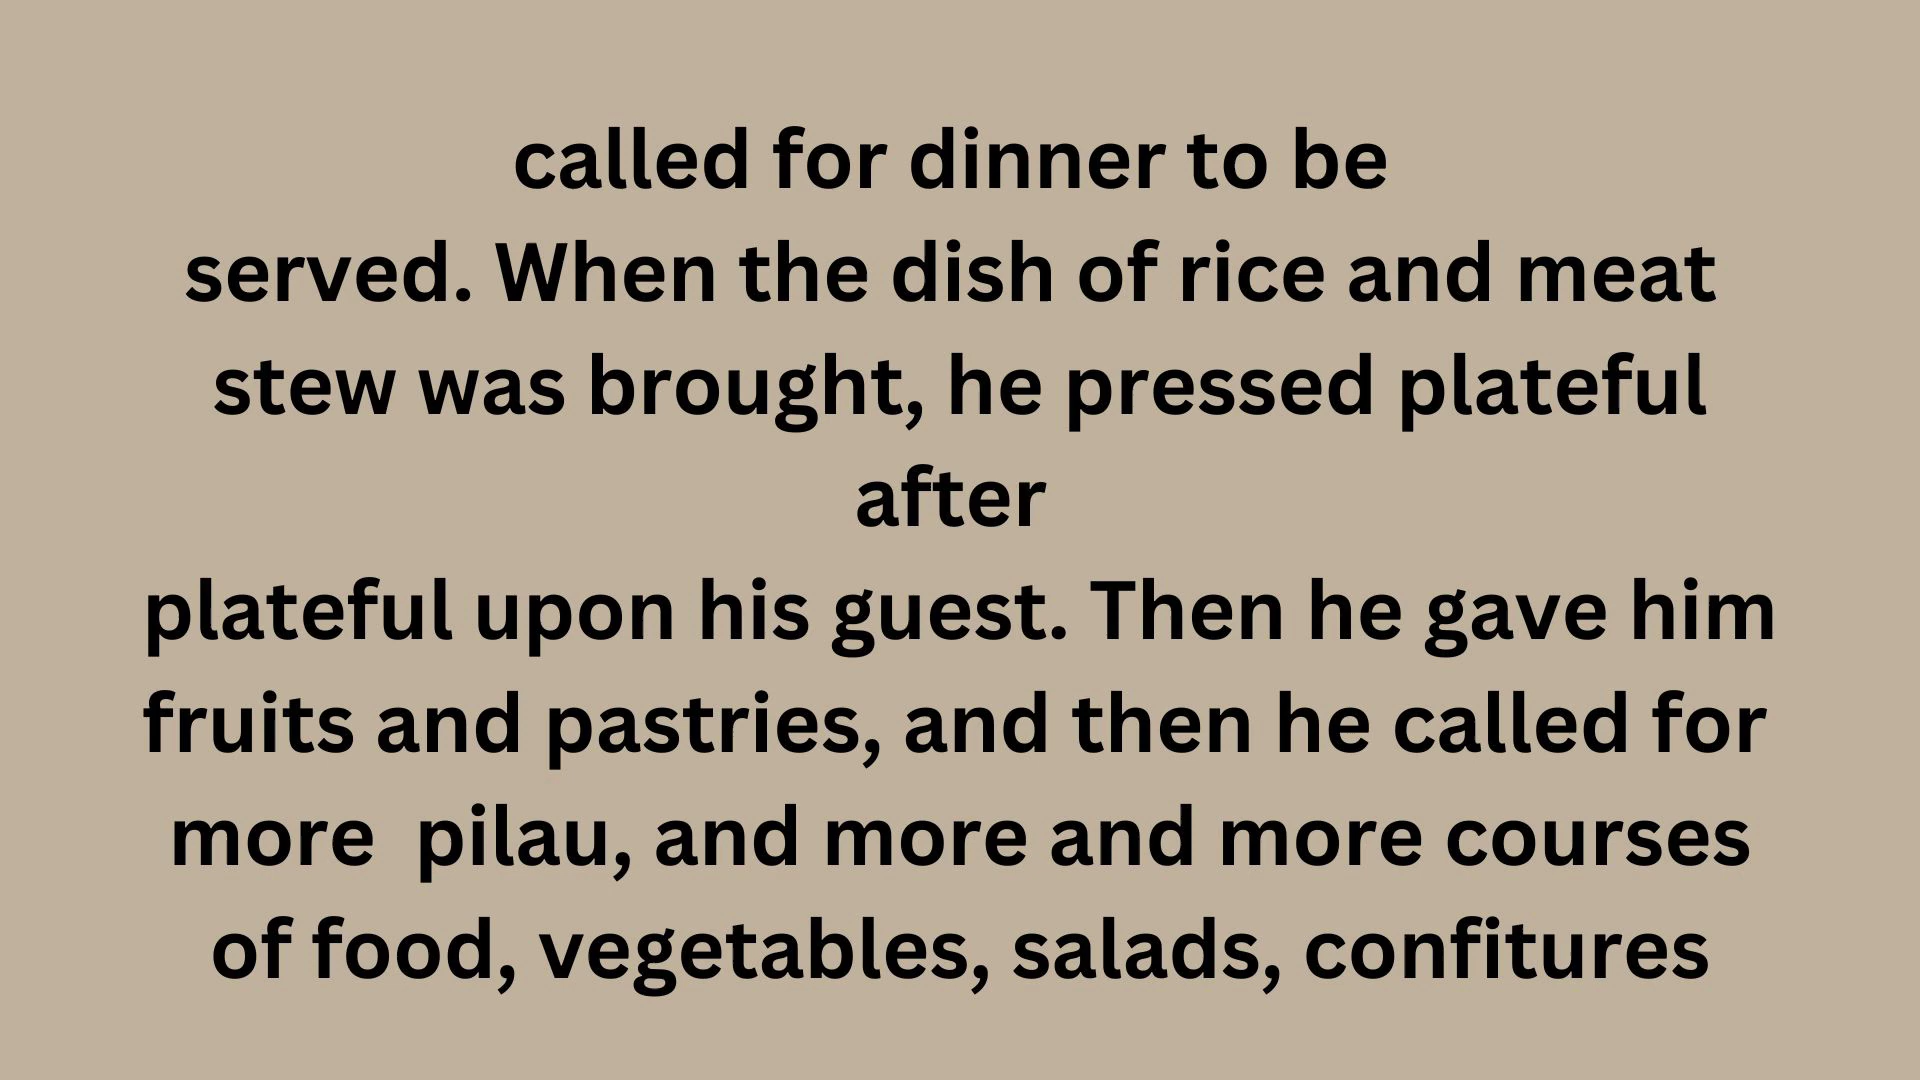 called for dinner to be
served. When the dish of rice and meat
stew was brought, he pressed plateful
after
plateful upon his guest. Then he gave him
fruits and pastries, and then he called for
more  pilau, and more and more courses
of food, vegetables, salads, confitures